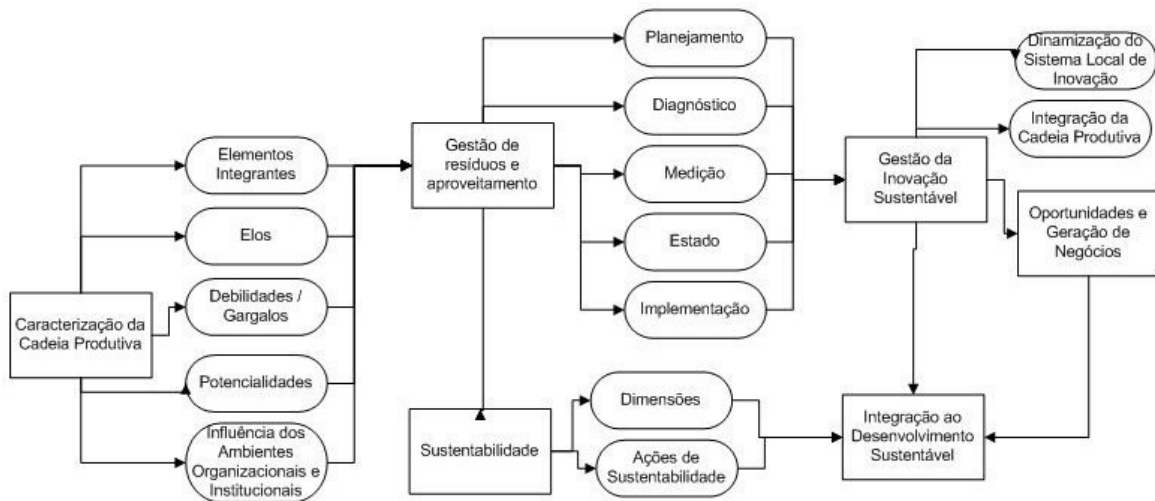 Caracterização da
Cadeia Produtiva
Elementos
Integrantes
Elos
Debilidades /
Gargalos
Potencialidades
Influência dos
Ambientes
Organizacionais e
Institucionais
Gestão de
resíduos e
aproveitamento
Sustentabilidade
Planejamento
Diagnóstico
Medição
Estado
Implementação
Dimensões
Ações de
Sustentabilidade
Gestão da
Inovação
Sustentável
Integração ao
Desenvolvimento
Sustentável
Dinamização do
Sistema Local de
Inovação
Integração da
Cadeia Produtiva
Oportunidades e
Geração de
Negócios